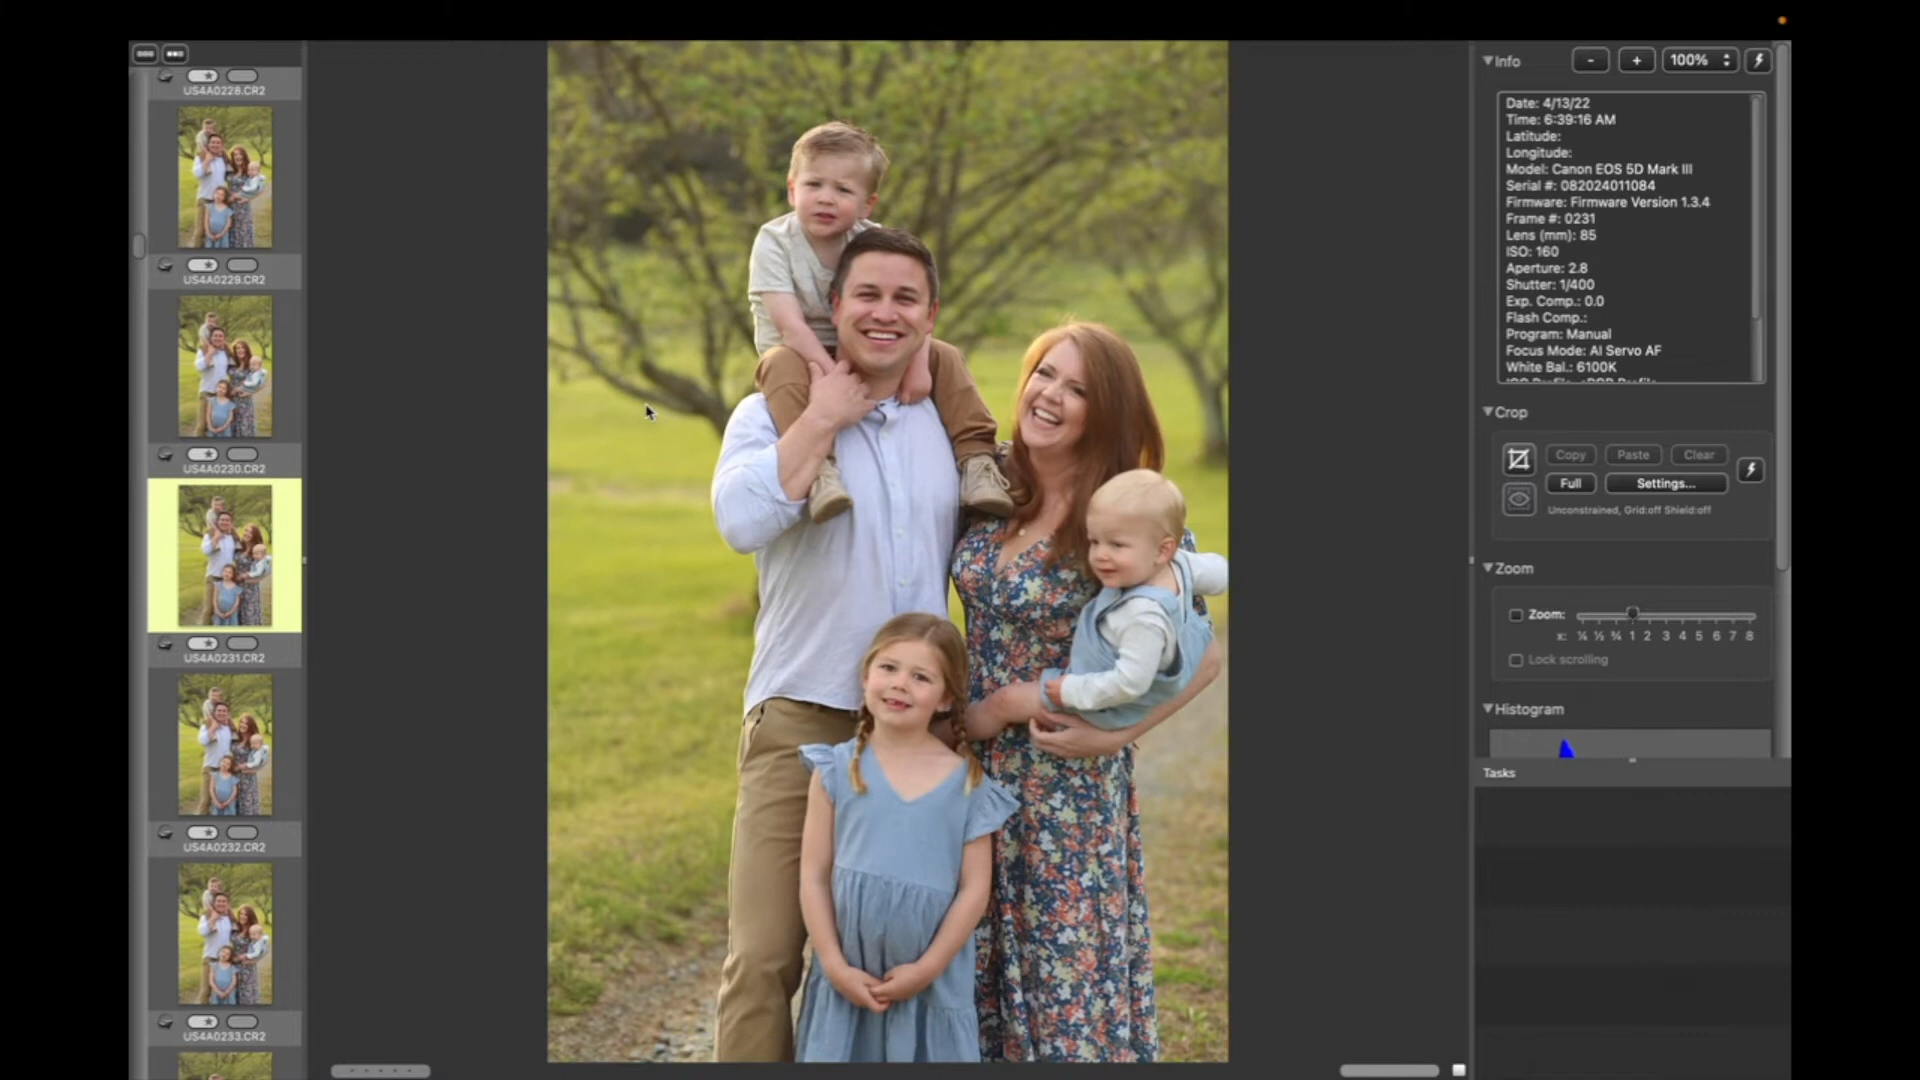 US4A0228.CR2
US4A0229.CR2
US4A0230.CR2
US4A0231.CR2
US4A0232.CR2
US4A0233.CR2
Info
-
+
100%
Date: 4/13/22
Time: 6:39:16 AM
Latitude:
Longitude:
Model: Canon EOS 5D Mark III
Serial #: 082024011084
Firmware: Firmware Version 1.3.4
Frame #: 0231
Lens (mm): 85
ISO: 160
Aperture: 2.8
Shutter: 1/400
Exp. Comp.: 0.0
Flash Comp.:
Program: Manual
Focus Mode: AI Servo AF
White Bal.: 6100K
Crop
Copy Paste Clear
Full Settings...
Unconstrained, Grid:off Shield:off
Zoom
Zoom:
x: ¼ ½ ¾ 1 2 3 4 5 6 7 8
Lock scrolling
Histogram
Tasks